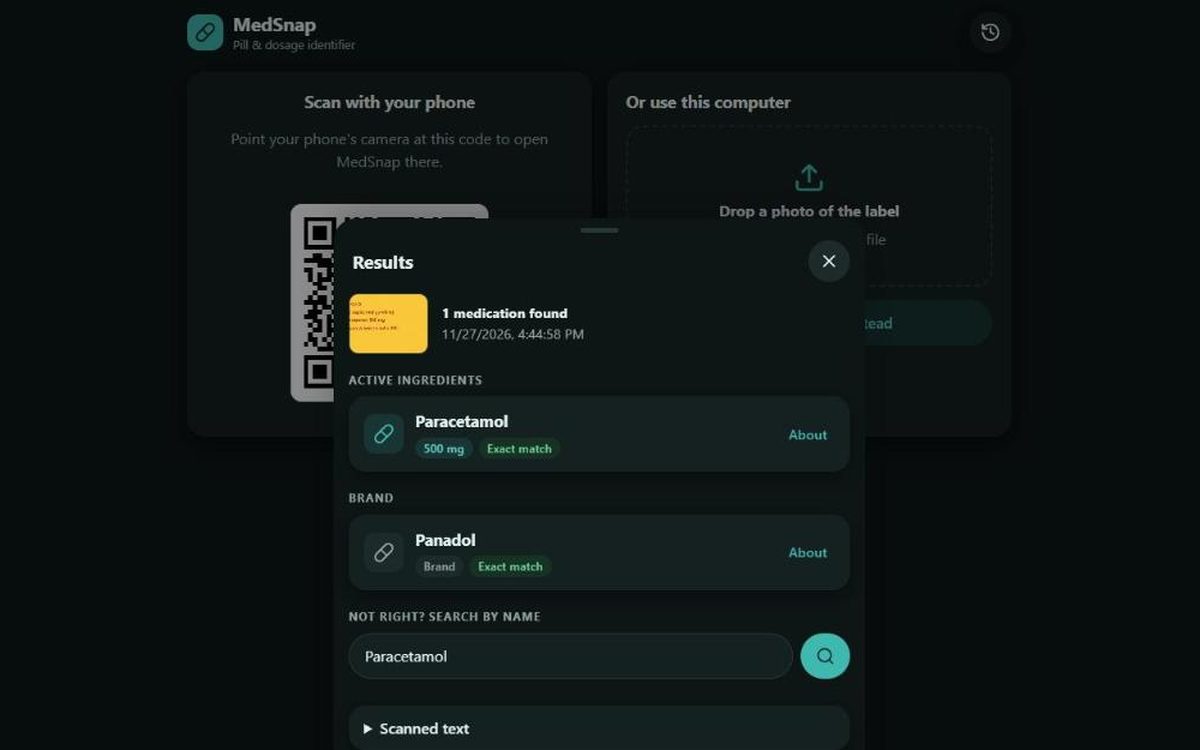 MedSnap
Pill & dosage identifier
Scan with your phone
Point your phone's camera at this code to open
MedSnap there.
Or use this computer
Drop a photo of the label
file
Results
1 medication found
11/27/2026, 4:44:58 PM
ACTIVE INGREDIENTS
Paracetamol
500 mg
Exact match
About
BRAND
Panadol
Brand
Exact match
About
NOT RIGHT? SEARCH BY NAME
Paracetamol
Scanned text